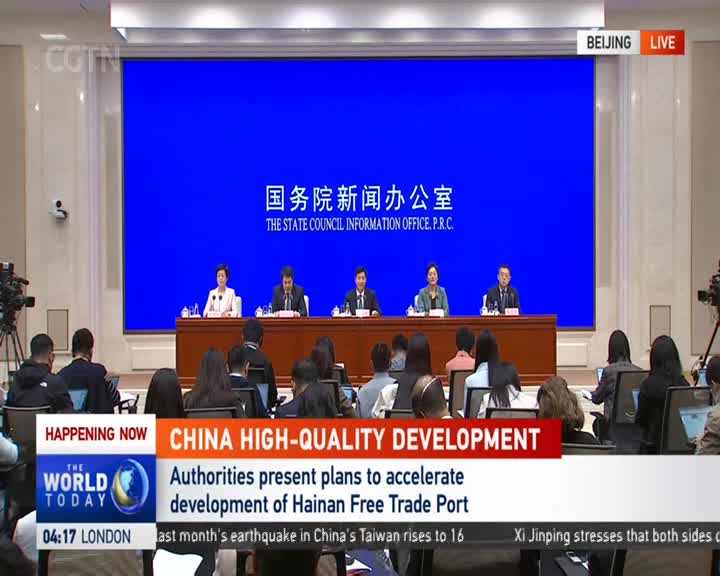 CGTN
BEIJING LIVE
国务院新闻办公室
THE STATE COUNCIL INFORMATION OFFICE, P.R.C.
HAPPENING NOW
CHINA HIGH-QUALITY DEVELOPMENT
THE
WORLD
TODAY
Authorities present plans to accelerate
development of Hainan Free Trade Port
04:17 LONDON
last month's earthquake in China's Taiwan rises to 16 Xi Jinping stresses that both sides